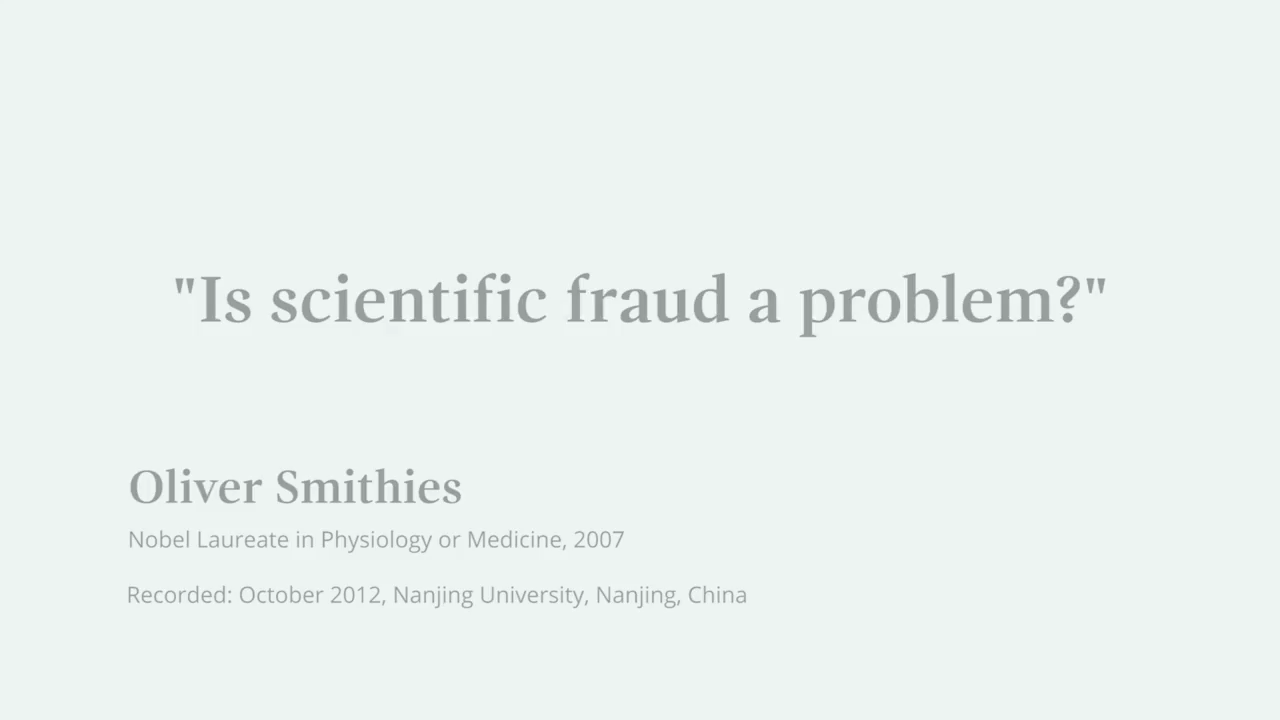 "Is scientific fraud a problem?"
Oliver Smithies
Nobel Laureate in Physiology or Medicine, 2007
Recorded: October 2012, Nanjing University, Nanjing, China